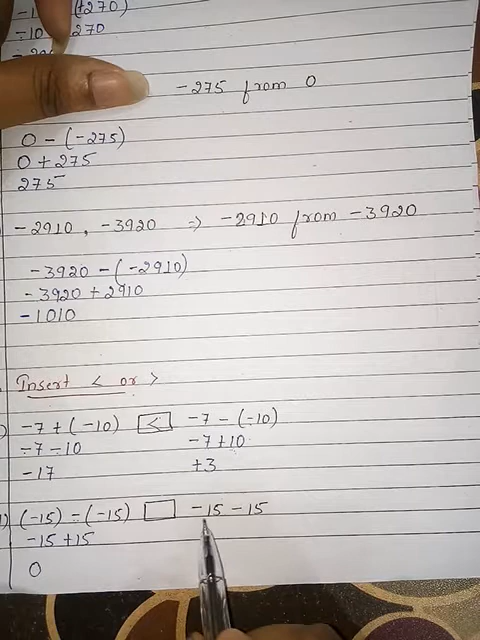 (+270)
-10 270
-275 from 0
0 - (-275)
0 + 275
275
-2910, -3920 ⇒ -2910 from -3920
-3920 - (-2910)
-3920 + 2910
-1010
Insert < or >
-7 + (-10) < -7 - (-10)
-7 -10 -7 +10
-17 +3
(-15) - (-15) -15 - 15
-15 +15
0